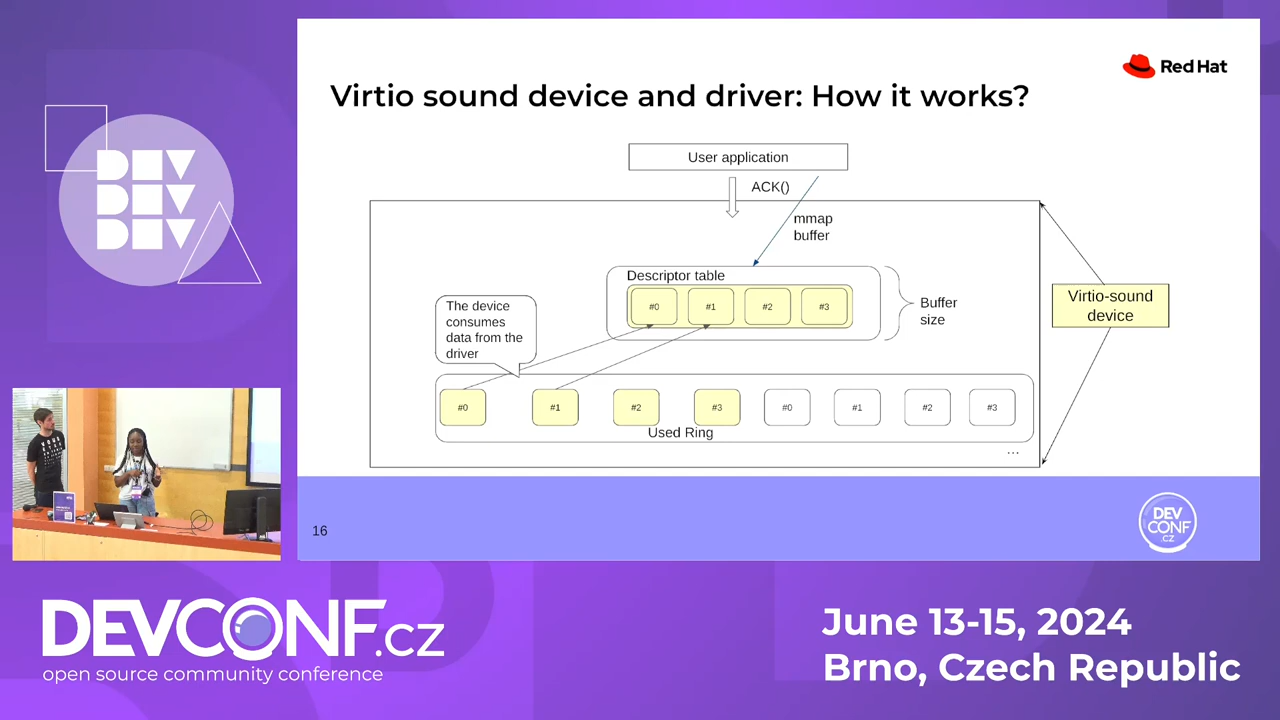 DEV
DEV
DEV
Red Hat
Virtio sound device and driver: How it works?
User application
ACK()
mmap
buffer
Descriptor table
#0 #1 #2 #3
Buffer
size
Virtio-sound
device
The device
consumes
data from the
driver
#0 #1 #2 #3 #0 #1 #2 #3
Used Ring
...
16
DEV
CONF
.CZ
DEVCONF.cz
open source community conference
June 13-15, 2024
Brno, Czech Republic